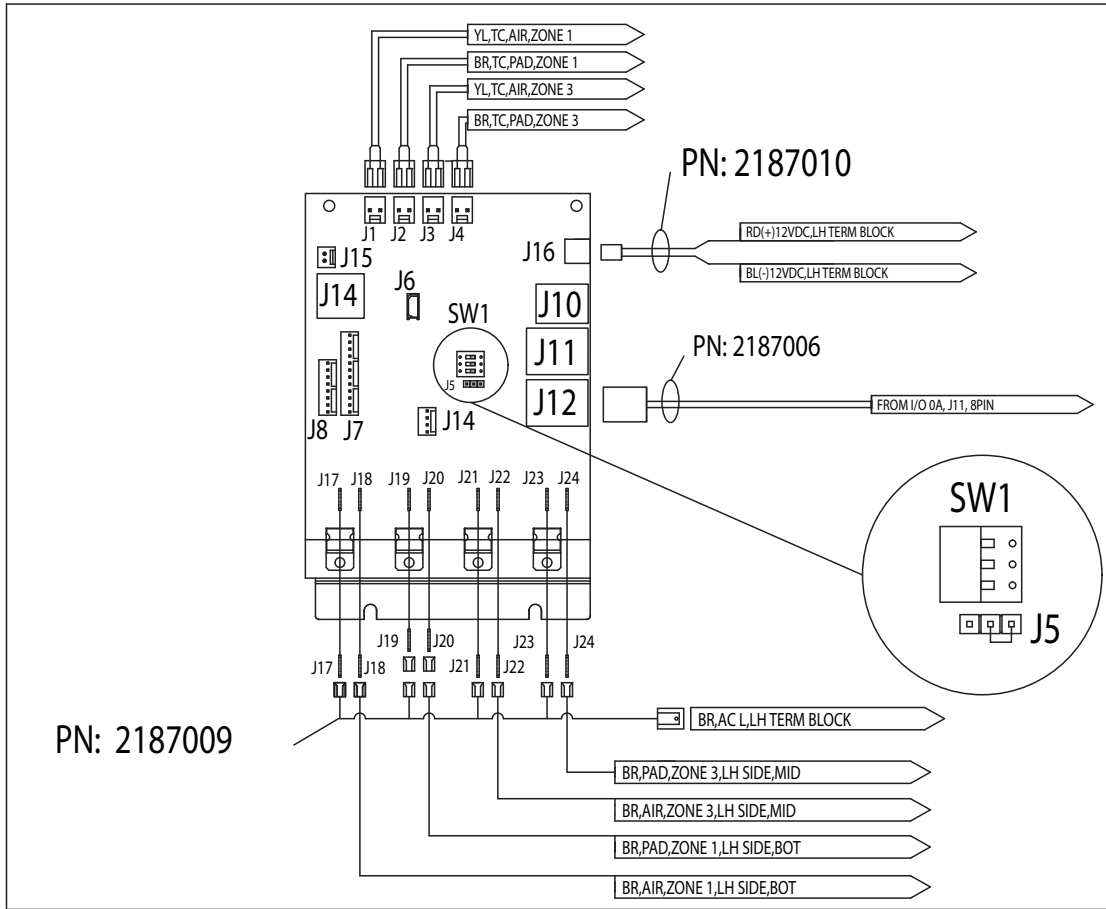 YL,TC,AIR,ZONE 1
BR,TC,PAD,ZONE 1
YL,TC,AIR,ZONE 3
BR,TC,PAD,ZONE 3
PN: 2187010
J1 J2 J3 J4
RD(+)12VDC,LH TERM BLOCK
J15
J16
BL(-)12VDC,LH TERM BLOCK
J14
J6
J10
SW1
J11
PN: 2187006
J5
J12
FROM I/O 0A, J11, 8PIN
J8 J7
J14
J17 J18 J19 J20 J21 J22 J23 J24
SW1
J5
J19 J20 J23 J24
J17 J18 J21 J22
PN: 2187009
BR,AC L,LH TERM BLOCK
BR,PAD,ZONE 3,LH SIDE,MID
BR,AIR,ZONE 3,LH SIDE,MID
BR,PAD,ZONE 1,LH SIDE,BOT
BR,AIR,ZONE 1,LH SIDE,BOT